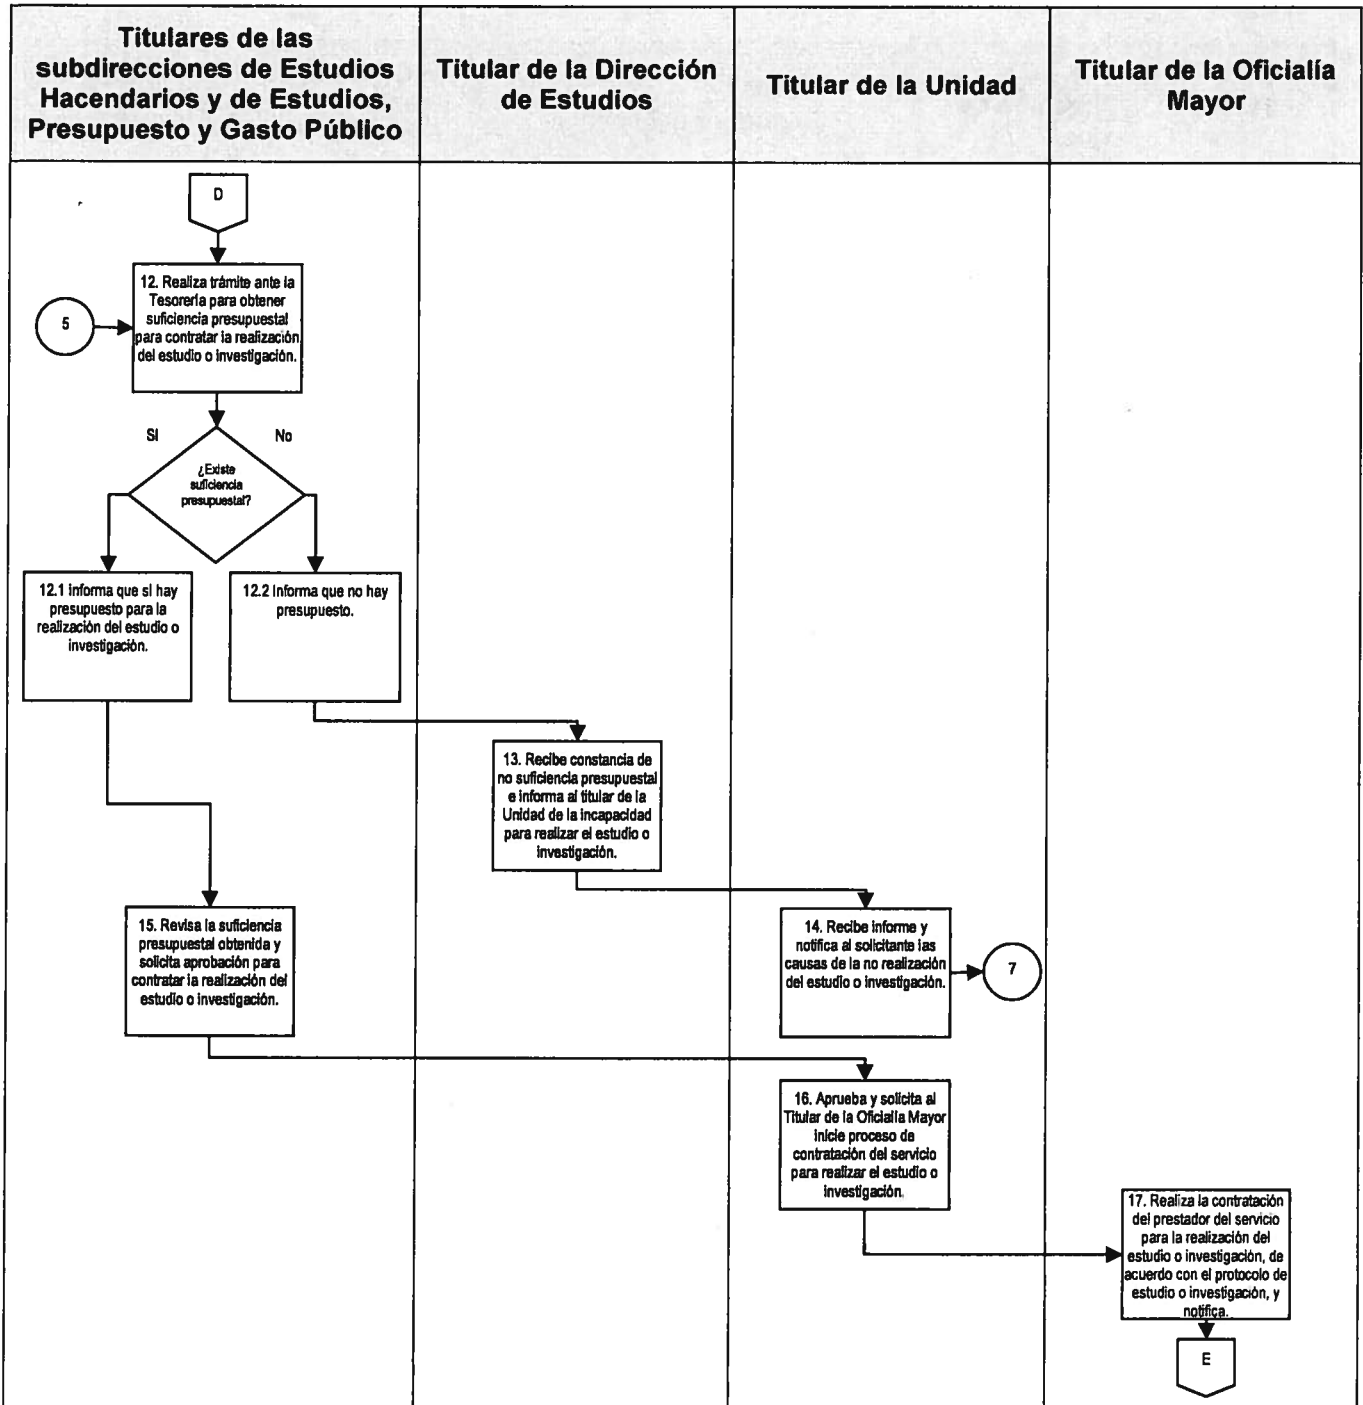 Titulares de las
subdirecciones de Estudios
Hacendarios y de Estudios,
Presupuesto y Gasto Público
Titular de la Dirección
de Estudios
Titular de la Unidad
Titular de la Oficialía
Mayor
D
12. Realiza trámite ante la
Tesorería para obtener
suficiencia presupuestal
para contratar la realización
del estudio o investigación.
5
SI
No
¿Existe
suficiencia
presupuestal?
12.1 Informa que si hay
presupuesto para la
realización del estudio o
investigación.
12.2 Informa que no hay
presupuesto.
13. Recibe constancia de
no suficiencia presupuestal
e informa al titular de la
Unidad de la incapacidad
para realizar el estudio o
investigación.
15. Revisa la suficiencia
presupuestal obtenida y
solicita aprobación para
contratar la realización del
estudio o investigación.
14. Recibe informe y
notifica al solicitante las
causas de la no realización
del estudio o investigación.
7
16. Aprueba y solicita al
Titular de la Oficialía Mayor
inicie proceso de
contratación del servicio
para realizar el estudio o
investigación.
17. Realiza la contratación
del prestador del servicio
para la realización del
estudio o investigación, de
acuerdo con el protocolo de
estudio o investigación, y
notifica.
E